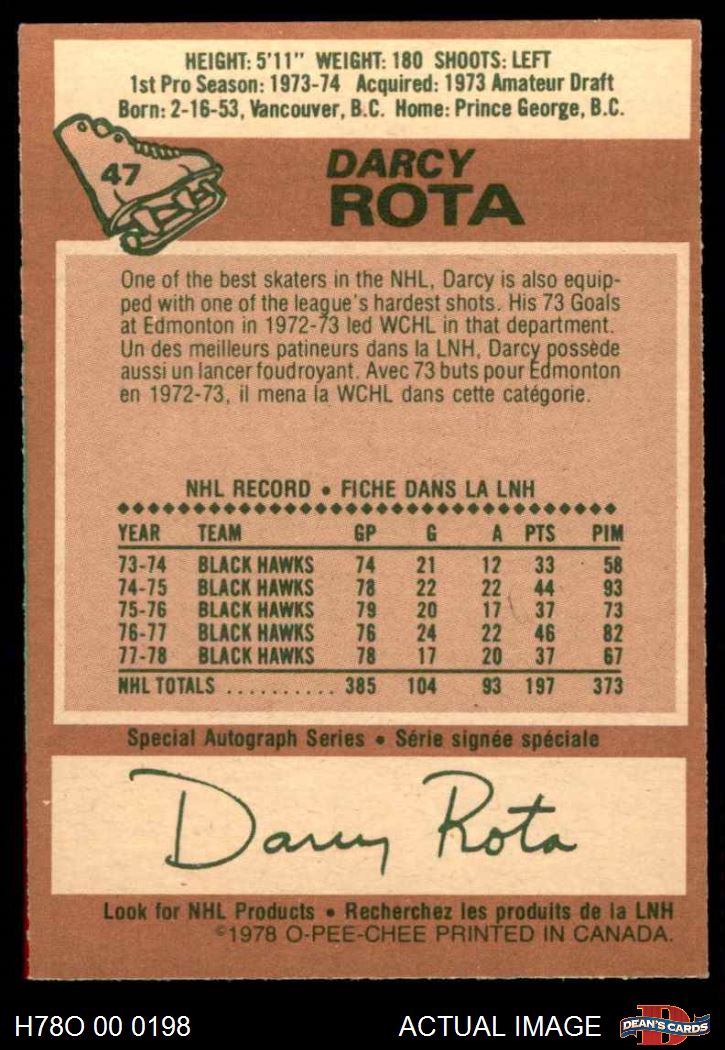 HEIGHT: 5'11" WEIGHT: 180 SHOOTS: LEFT
1st Pro Season: 1973-74 Acquired: 1973 Amateur Draft
Born: 2-16-53, Vancouver, B.C. Home: Prince George, B.C.
47
DARCY
ROTA
One of the best skaters in the NHL, Darcy is also equip-
ped with one of the league's hardest shots. His 73 Goals
at Edmonton in 1972-73 led WCHL in that department.
Un des meilleurs patineurs dans la LNH, Darcy possède
aussi un lancer foudroyant. Avec 73 buts pour Edmonton
en 1972-73, il mena la WCHL dans cette catégorie.
NHL RECORD • FICHE DANS LA LNH
YEAR TEAM GP G A PTS PIM
73-74 BLACK HAWKS 74 21 12 33 58
74-75 BLACK HAWKS 78 22 22 44 93
75-76 BLACK HAWKS 79 20 17 37 73
76-77 BLACK HAWKS 76 24 22 46 82
77-78 BLACK HAWKS 78 17 20 37 67
NHL TOTALS .......... 385 104 93 197 373
Special Autograph Series • Série signée spéciale
Darcy Rota
Look for NHL Products • Recherchez les produits de la LNH
©1978 O-PEE-CHEE PRINTED IN CANADA.
H78O 00 0198 ACTUAL IMAGE D DEAN'S CARDS